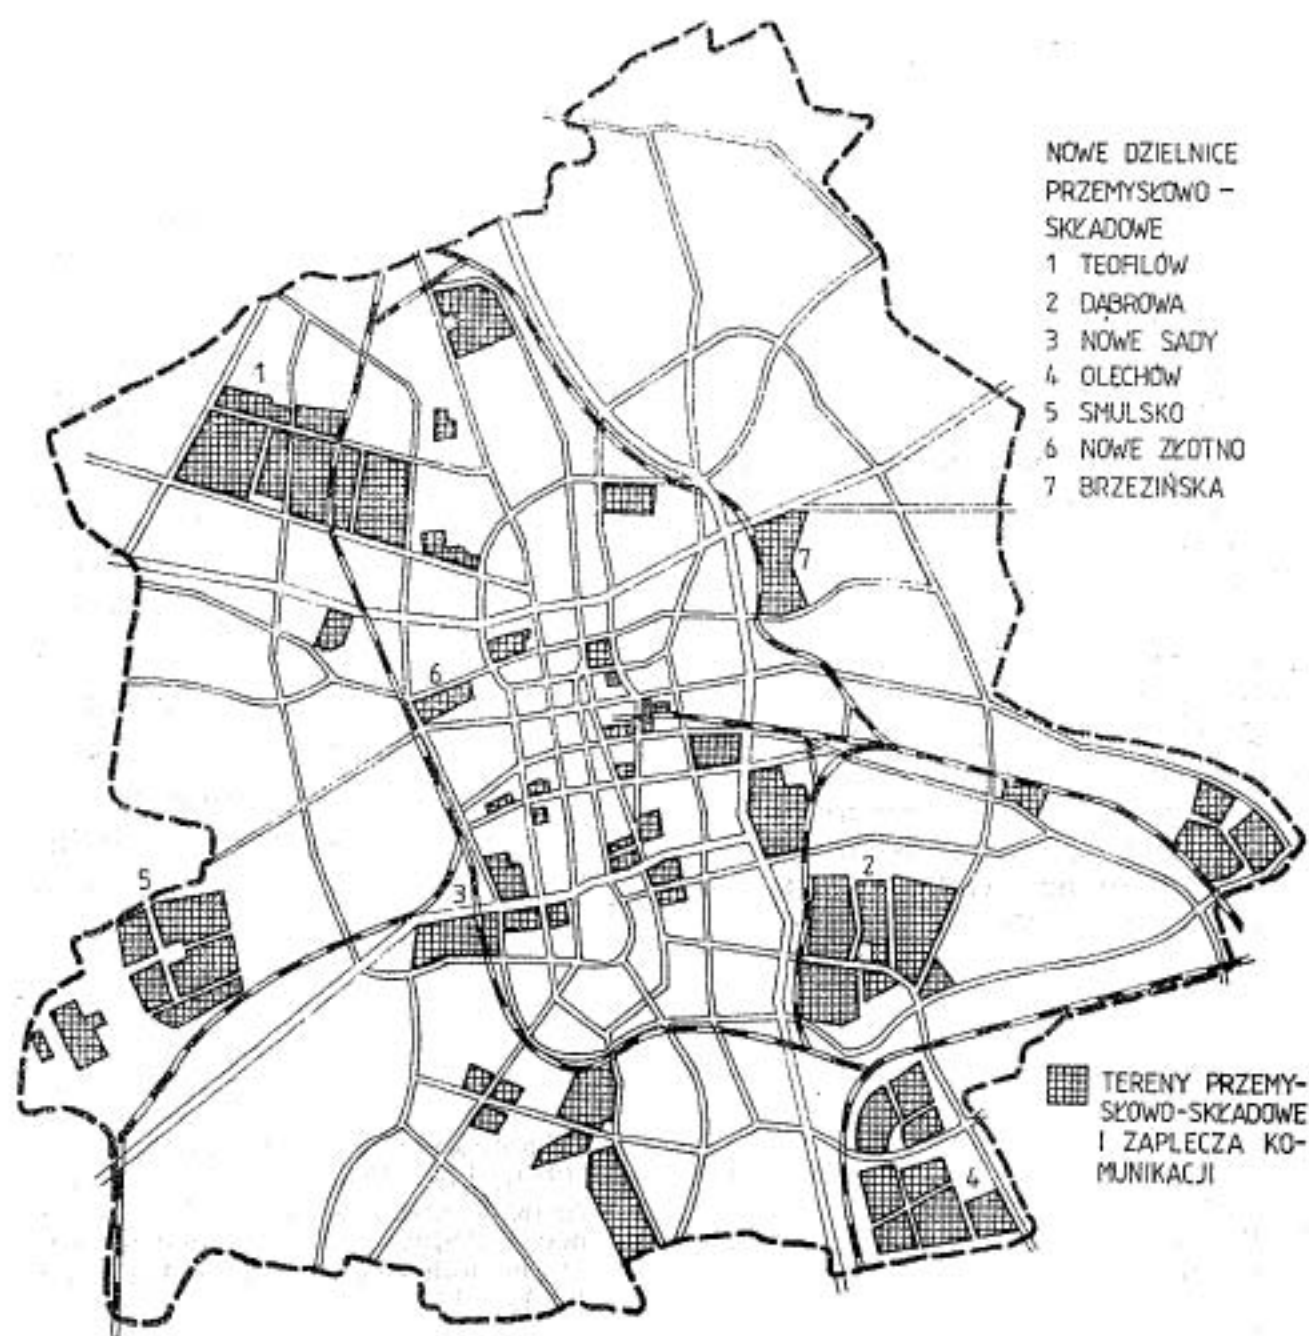 NOWE DZIELNICE
PRZEMYSŁOWO -
SKŁADOWE
1 TEOFILÓW
2 DĄBROWA
3 NOWE SADY
4 OLECHÓW
5 SMULSKO
6 NOWE ZŁOTNO
7 BRZEZIŃSKA
1
7
6
5
3
2
4
TERENY PRZEMY-
SŁOWO-SKŁADOWE
I ZAPLECZA KO-
MUNIKACJI